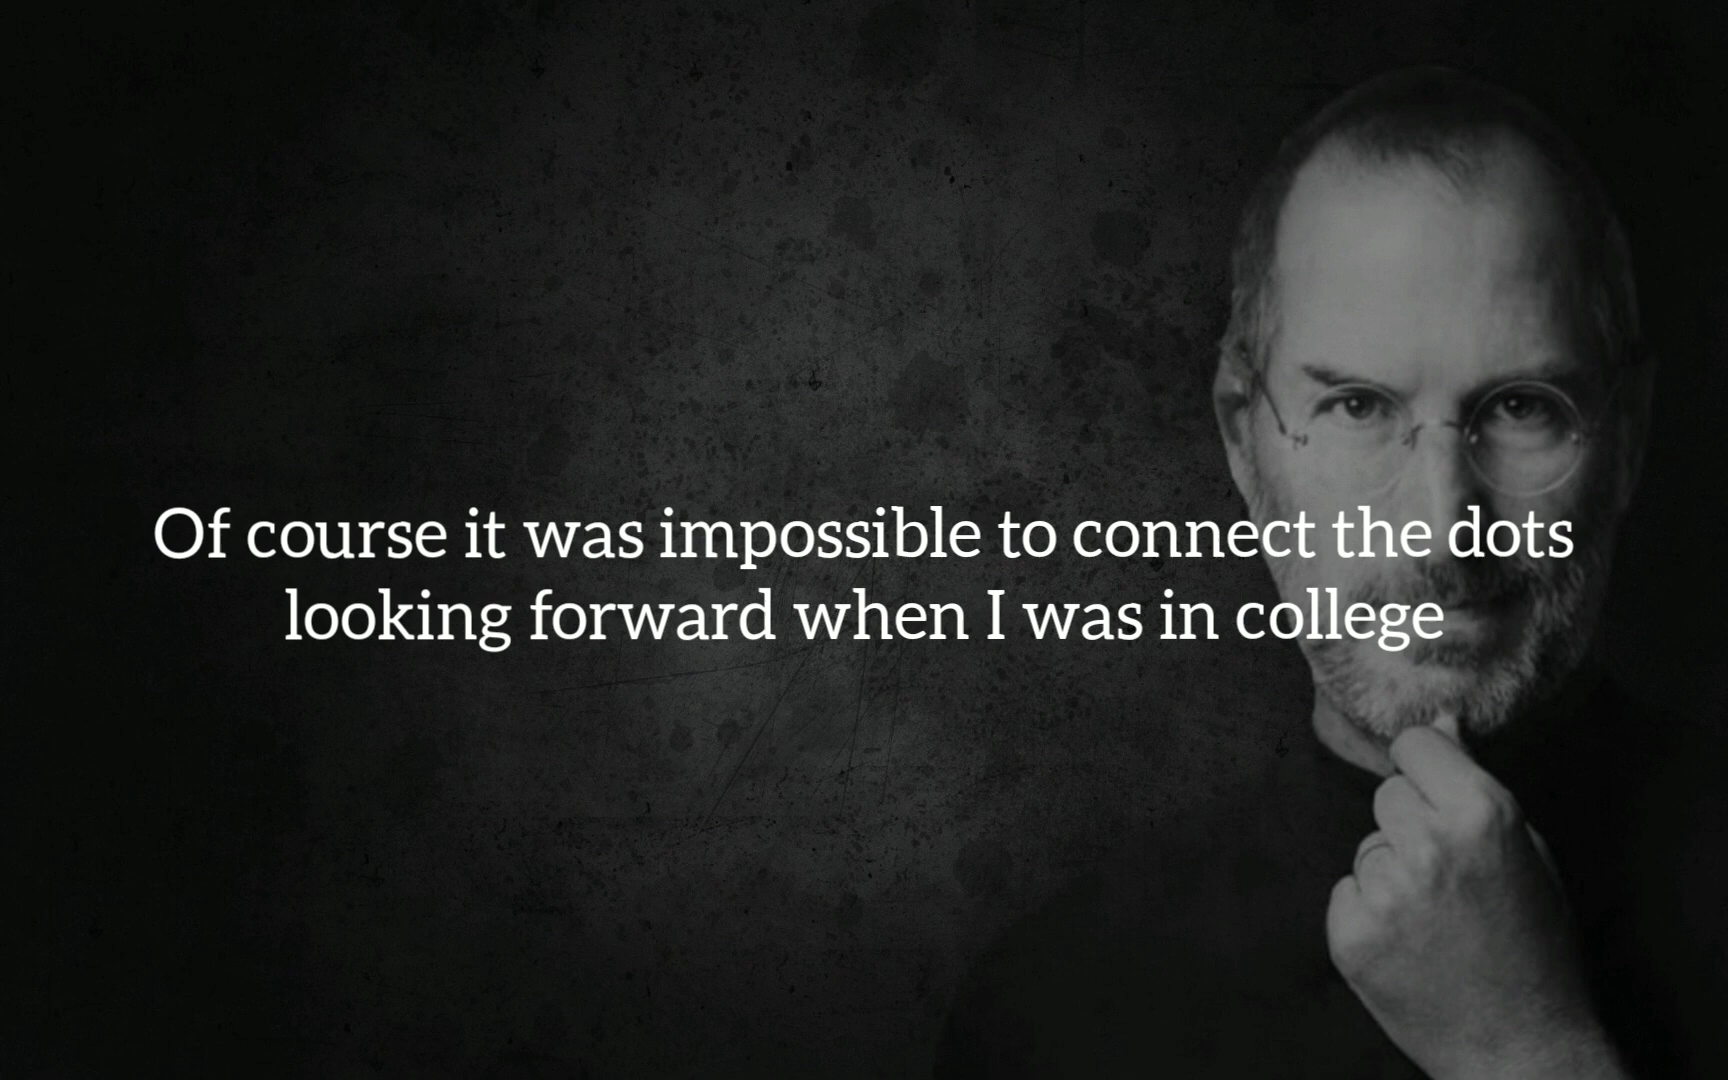 Of course it was impossible to connect the dots
looking forward when I was in college